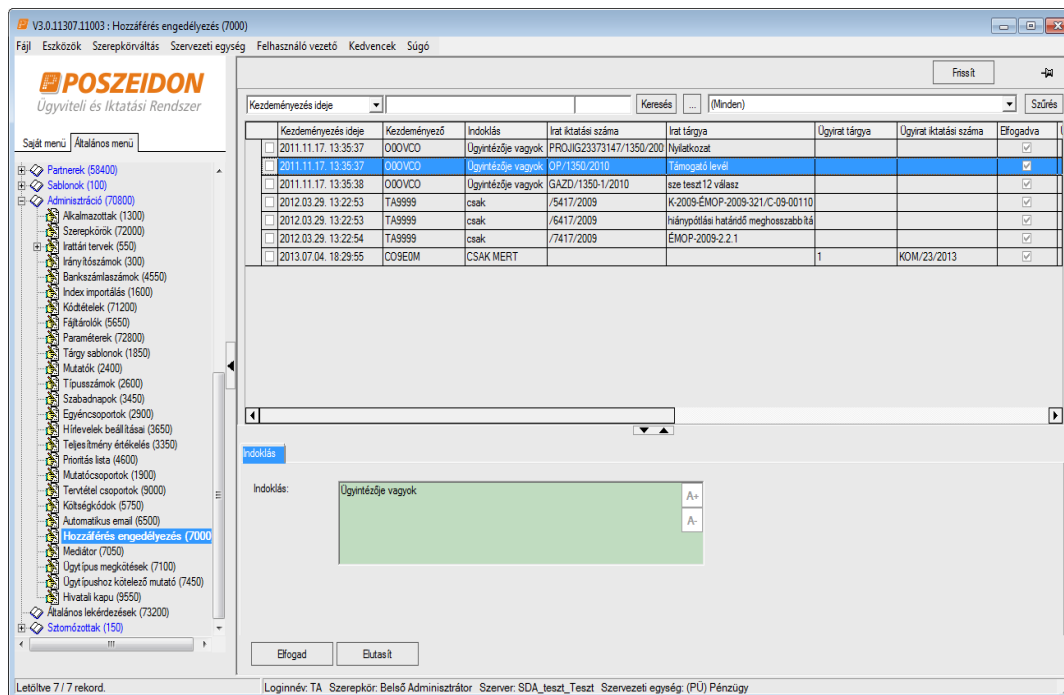 V3.0.11307.11003 : Hozzáférés engedélyezés (7000)
Fájl Eszközök Szerepkörváltás Szervezeti egység Felhasználó vezető Kedvencek Súgó
POSZEIDON
Ügyviteli és Iktatási Rendszer
Saját menü Általános menü
Partnerek (58400)
Sablonok (100)
Adminisztráció (70800)
Alkalmazottak (1300)
Szerepkörök (72000)
Irattári tervek (550)
Irányítószámok (300)
Bankszámlaszámok (4550)
Index importálás (1600)
Kódtételek (71200)
Fájltárolók (5650)
Paraméterek (72800)
Tárgy sablonok (1850)
Mutatók (2400)
Típusszámok (2600)
Szabadnapok (3450)
Egyéncsoportok (2900)
Hírlevelek beállításai (3650)
Teljesítmény értékelés (3350)
Prioritás lista (4600)
Mutatócsoportok (1900)
Tervtétel csoportok (9000)
Költségkódok (5750)
Automatikus email (6500)
Hozzáférés engedélyezés (7000
Mediátor (7050)
Ügytípus megkötések (7100)
Ügytípushoz kötelező mutató (7450)
Hivatali kapu (9550)
Általános lekérdezések (73200)
Sztornózottak (150)
Frissít
Kezdeményezés ideje Keresés ... (Minden) Szűrés
Kezdeményezés ideje Kezdeményező Indoklás Irat iktatási száma Irat tárgya Ügyirat tárgya Ügyirat iktatási száma Elfogadva
2011.11.17. 13:35:37 O0OVCO Ügyintézője vagyok PROJIG23373147/1350/200 Nyilatkozat
2011.11.17. 13:35:37 O0OVCO Ügyintézője vagyok OP/1350/2010 Támogató levél
2011.11.17. 13:35:38 O0OVCO Ügyintézője vagyok GAZD/1350-1/2010 sze teszt12 válasz
2012.03.29. 13:22:53 TA9999 csak /5417/2009 K-2009-ÉMOP-2009-321/C-09-00110
2012.03.29. 13:22:53 TA9999 csak /6417/2009 hiánypótlási határidő meghosszabbítá
2012.03.29. 13:22:54 TA9999 csak /7417/2009 ÉMOP-2009-2.2.1
2013.07.04. 18:29:55 CO9E0M CSAK MERT 1 KOM/23/2013
Indoklás
Indoklás: Ügyintézője vagyok
A+
A-
Elfogad Elutasít
Letöltve 7/7 rekord. Loginnév: TA Szerepkör: Belső Adminisztrátor Szerver: SDA_teszt_Teszt Szervezeti egység: (PÜ) Pénzügy